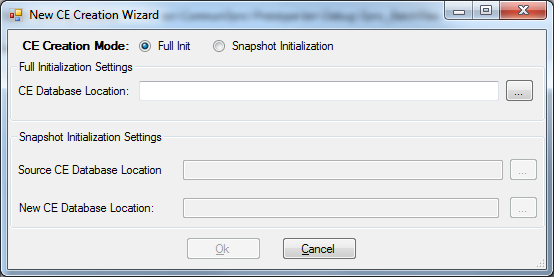 New CE Creation Wizard
CE Creation Mode: Full Init Snapshot Initialization
Full Initialization Settings
CE Database Location: ...
Snapshot Initialization Settings
Source CE Database Location ...
New CE Database Location: ...
Ok Cancel